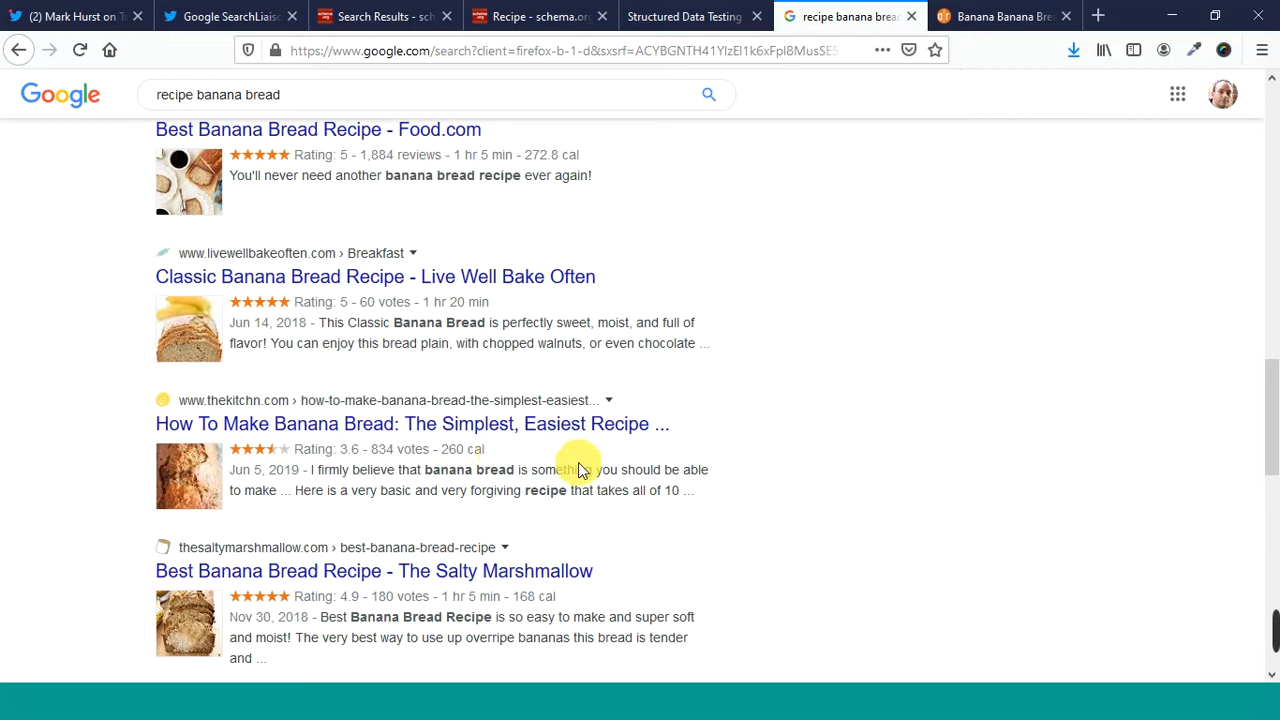 (2) Mark Hurst on T
Google SearchLiaiso
Search Results - sch
Recipe - schema.org
Structured Data Testing
recipe banana bread
Banana Banana Bre
https://www.google.com/search?client=firefox-b-1-d&sxsrf=ACYBGNTH41YlzEl1k6xFpl8MusSE5
Google
recipe banana bread
Best Banana Bread Recipe - Food.com
Rating: 5 - 1,884 reviews - 1 hr 5 min - 272.8 cal
You'll never need another banana bread recipe ever again!
www.livewellbakeoften.com › Breakfast
Classic Banana Bread Recipe - Live Well Bake Often
Rating: 5 - 60 votes - 1 hr 20 min
Jun 14, 2018 - This Classic Banana Bread is perfectly sweet, moist, and full of
flavor! You can enjoy this bread plain, with chopped walnuts, or even chocolate ...
www.thekitchn.com › how-to-make-banana-bread-the-simplest-easiest...
How To Make Banana Bread: The Simplest, Easiest Recipe ...
Rating: 3.6 - 834 votes - 260 cal
Jun 5, 2019 - I firmly believe that banana bread is something you should be able
to make ... Here is a very basic and very forgiving recipe that takes all of 10 ...
thesaltymarshmallow.com › best-banana-bread-recipe
Best Banana Bread Recipe - The Salty Marshmallow
Rating: 4.9 - 180 votes - 1 hr 5 min - 168 cal
Nov 30, 2018 - Best Banana Bread Recipe is so easy to make and super soft
and moist! The very best way to use up overripe bananas this bread is tender
and ...